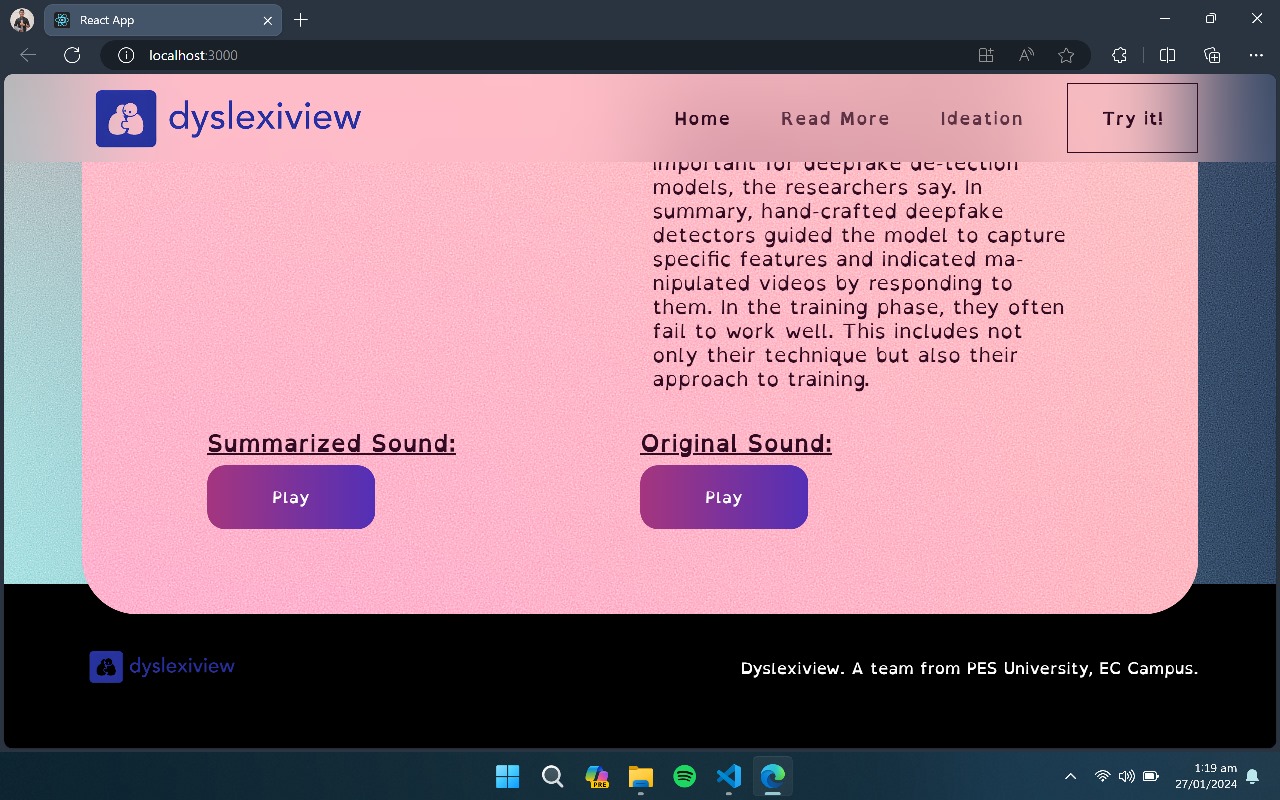 React App
localhost:3000
dyslexiview
Home Read More Ideation Try it!
important for deepfake de-tection
models, the researchers say. In
summary, hand-crafted deepfake
detectors guided the model to capture
specific features and indicated ma-
nipulated videos by responding to
them. In the training phase, they often
fail to work well. This includes not
only their technique but also their
approach to training.
Summarized Sound:
Play
Original Sound:
Play
dyslexiview
Dyslexiview. A team from PES University, EC Campus.
PRE
1:19 am
27/01/2024